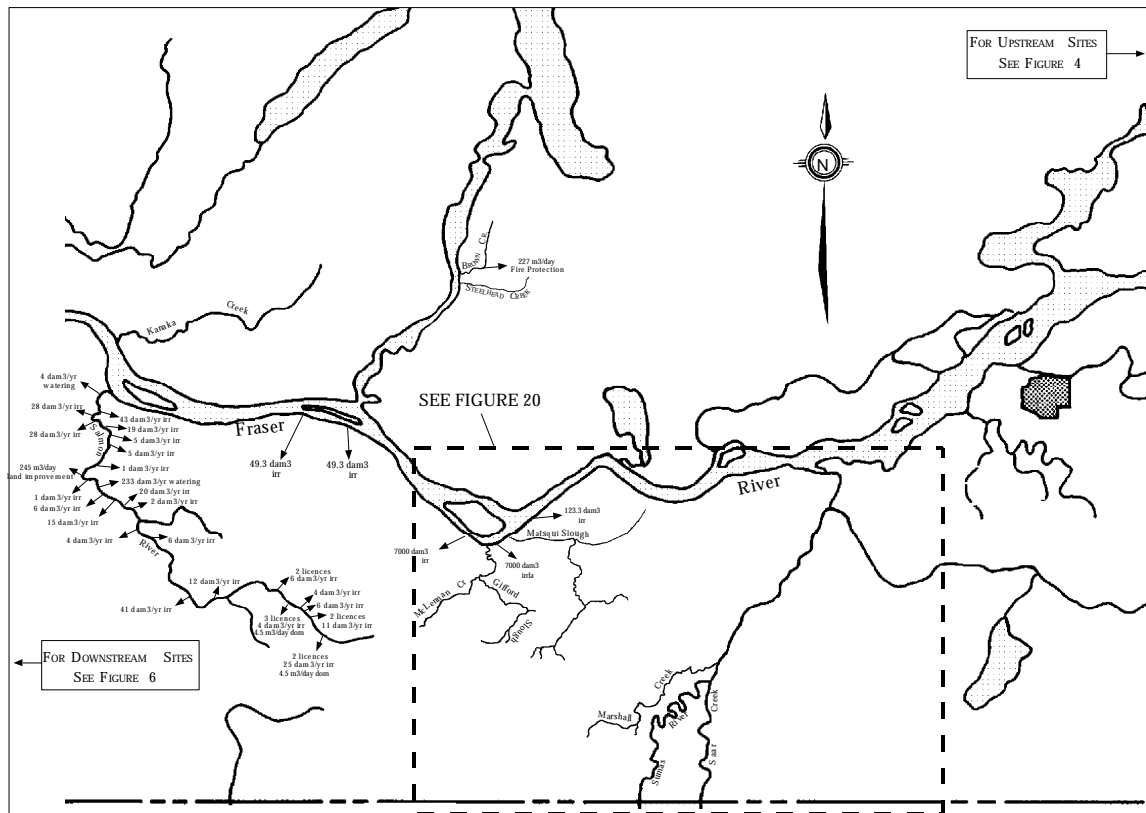 FOR UPSTREAM SITES
SEE FIGURE 4
N
BROWN CR.
227 m3/day
Fire Protection
STEELHEAD CREEK
Kanaka
Creek
4 dam3/yr
watering
28 dam3/yr irr
43 dam3/yr irr
19 dam3/yr irr
28 dam3/yr irr
Salmon
5 dam3/yr irr
5 dam3/yr irr
245 m3/day
land improvement
1 dam3/yr irr
233 dam3/yr watering
1 dam3/yr irr
20 dam3/yr irr
6 dam3/yr irr
2 dam3/yr irr
15 dam3/yr irr
4 dam3/yr irr
River
6 dam3/yr irr
Fraser
49.3 dam3
irr
49.3 dam3
irr
SEE FIGURE 20
River
123.3 dam3
irr
Matsqui Slough
7000 dam3
irr
7000 dam3
irrla
McLennan Cr
Gifford
Slough
12 dam3/yr irr
41 dam3/yr irr
2 licences
6 dam3/yr irr
4 dam3/yr irr
6 dam3/yr irr
3 licences
4 dam3/yr irr
4.5 m3/day dom
2 licences
11 dam3/yr irr
2 licences
25 dam3/yr irr
4.5 m3/day dom
FOR DOWNSTREAM SITES
SEE FIGURE 6
Marshall
Creek
River
Sumas
Saar
Creek